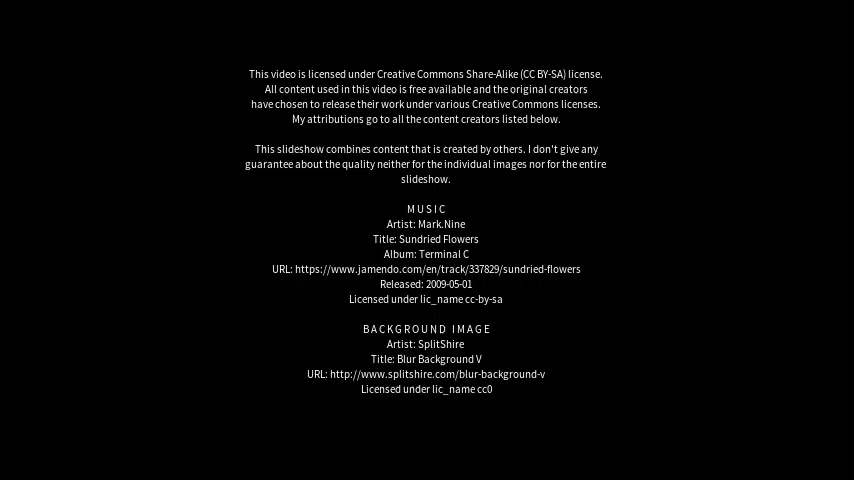 This video is licensed under Creative Commons Share-Alike (CC BY-SA) license.
All content used in this video is free available and the original creators
have chosen to release their work under various Creative Commons licenses.
My attributions go to all the content creators listed below.
This slideshow combines content that is created by others. I don't give any
guarantee about the quality neither for the individual images nor for the entire
slideshow.
MUSIC
Artist: Mark.Nine
Title: Sundried Flowers
Album: Terminal C
URL: https://www.jamendo.com/en/track/337829/sundried-flowers
Released: 2009-05-01
Licensed under lic_name cc-by-sa
BACKGROUND IMAGE
Artist: SplitShire
Title: Blur Background V
URL: http://www.splitshire.com/blur-background-v
Licensed under lic_name cc0